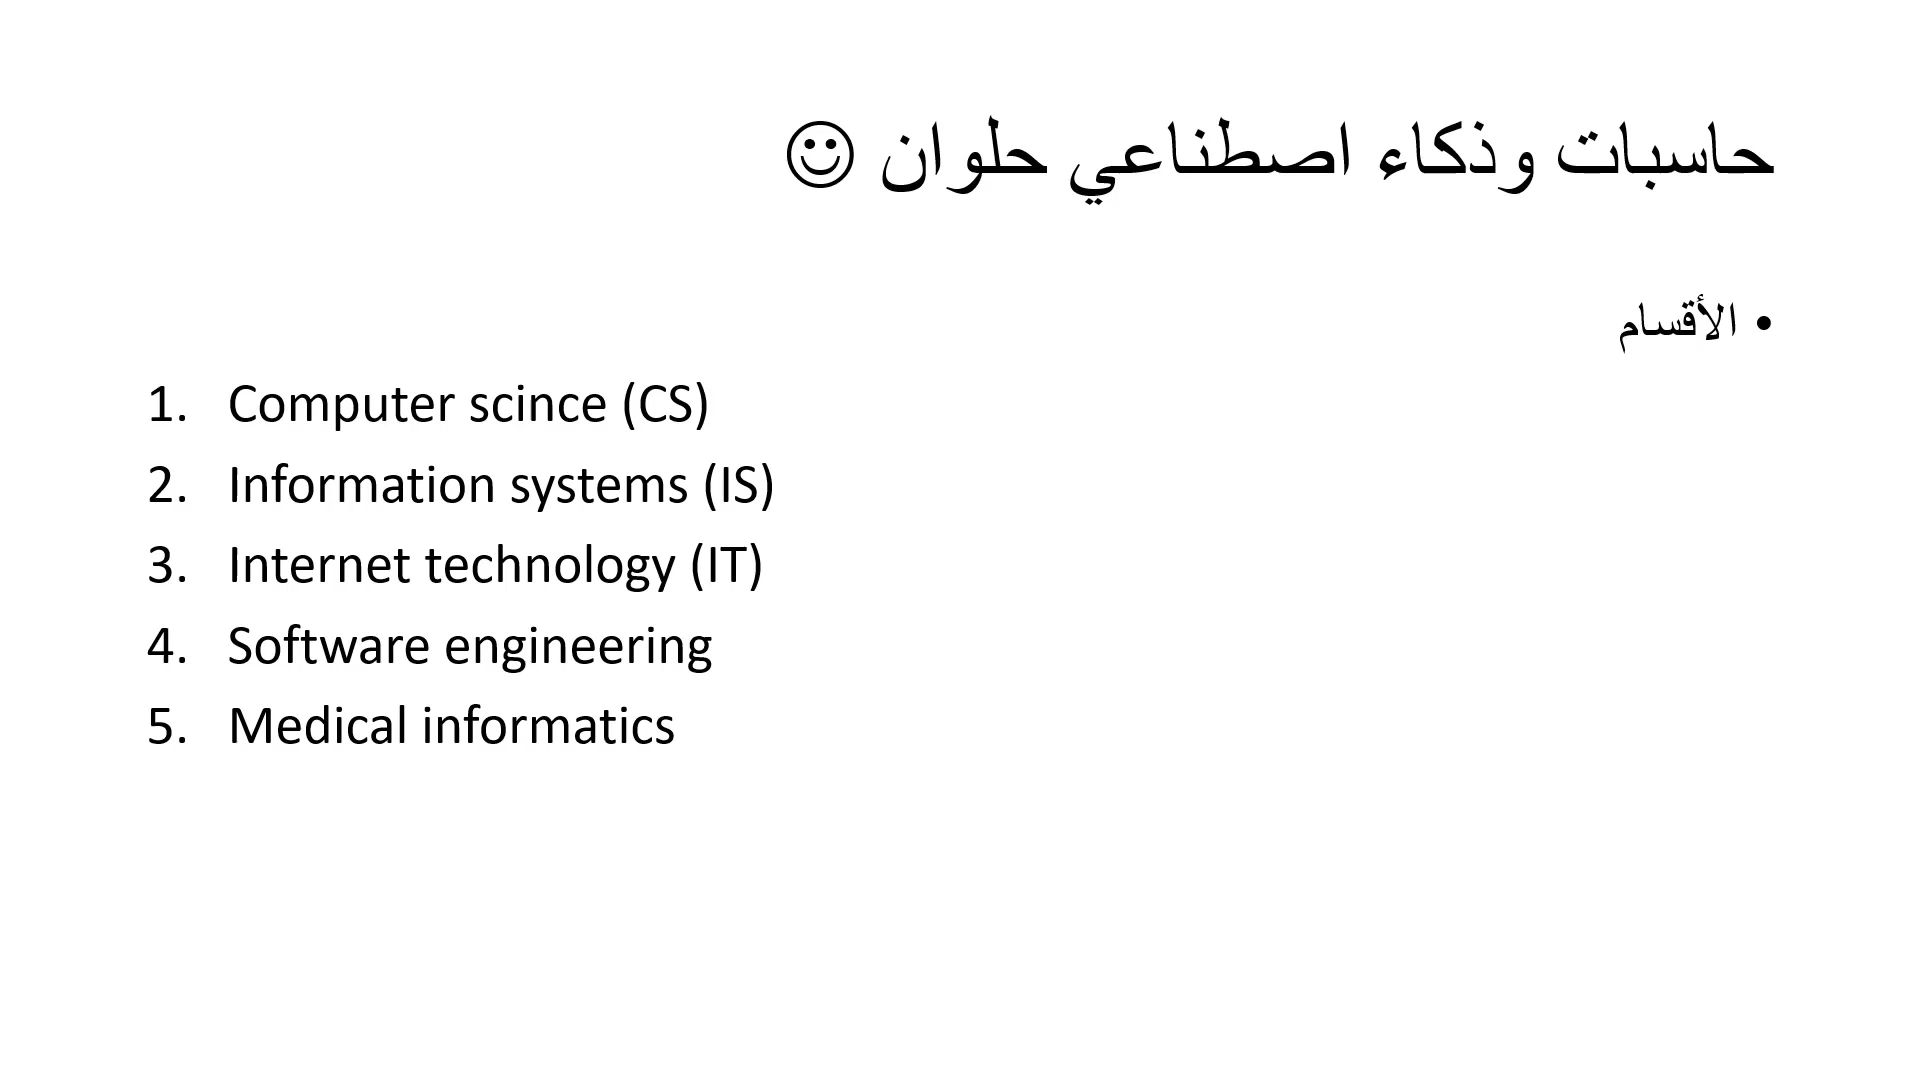 حاسبات وذكاء اصطناعي حلوان ☺
• الأقسام
1. Computer scince (CS)
2. Information systems (IS)
3. Internet technology (IT)
4. Software engineering
5. Medical informatics